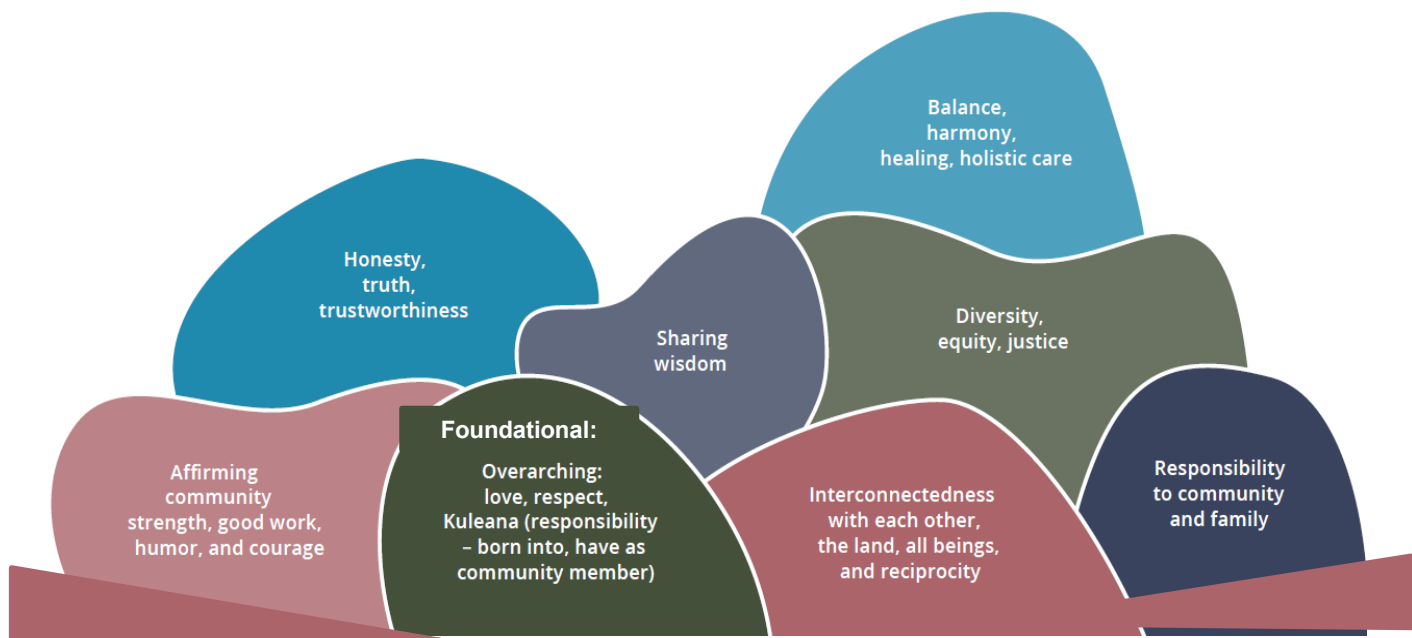 Balance,
harmony,
healing, holistic care
Honesty,
truth,
trustworthiness
Sharing
wisdom
Diversity,
equity, justice
Affirming
community
strength, good work,
humor, and courage
Foundational:
Overarching:
love, respect,
Kuleana (responsibility
– born into, have as
community member)
Interconnectedness
with each other,
the land, all beings,
and reciprocity
Responsibility
to community
and family